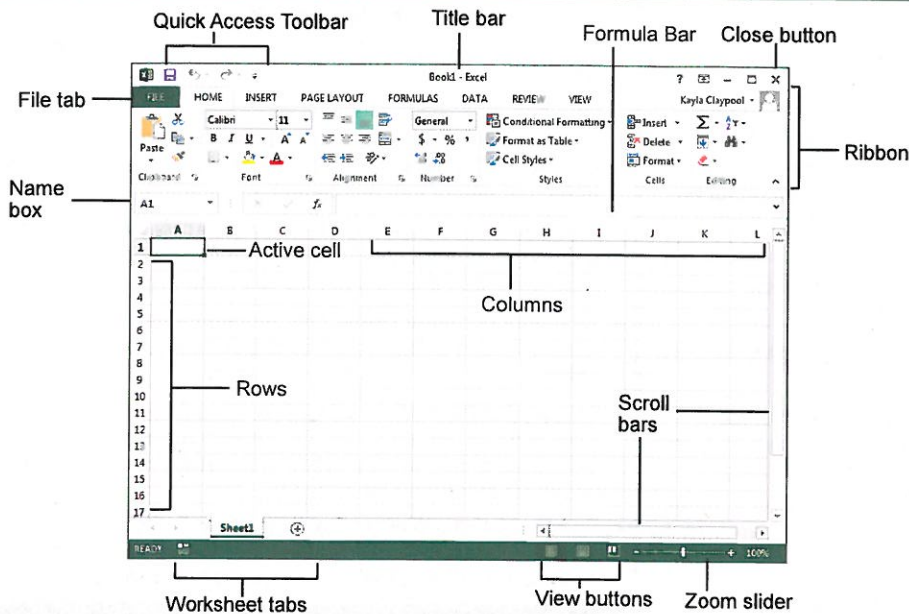 Quick Access Toolbar
Title bar
Formula Bar
Close button
Book1 - Excel
?
File tab
FILE HOME INSERT PAGE LAYOUT FORMULAS DATA REVIEW VIEW
Kayla Claypool
Calibri 11
General
Conditional Formatting
Insert
Paste
B I U A A
$ % ,
Format as Table
Delete
Ribbon
A
Cell Styles
Format
Clipboard Font Alignment Number Styles Cells Editing
Name
box
A1
fx
A B C D E F G H I J K L
1
Active cell
2
3
4
Columns
5
6
7
8
9
Rows
10
Scroll
bars
11
12
13
14
15
16
17
Sheet1
READY
100%
Worksheet tabs
View buttons
Zoom slider